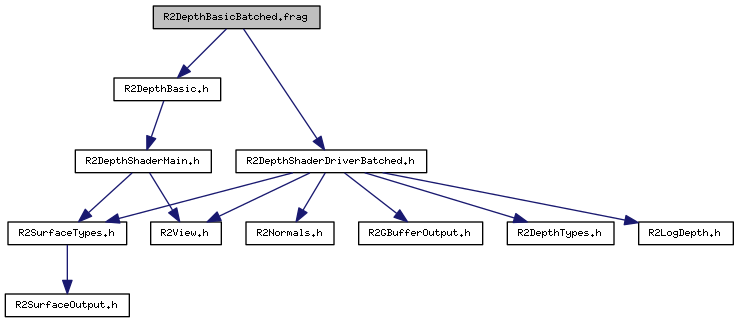 R2DepthBasicBatched.frag
R2DepthBasic.h
R2DepthShaderMain.h
R2DepthShaderDriverBatched.h
R2SurfaceTypes.h
R2View.h
R2Normals.h
R2GBufferOutput.h
R2DepthTypes.h
R2LogDepth.h
R2SurfaceOutput.h